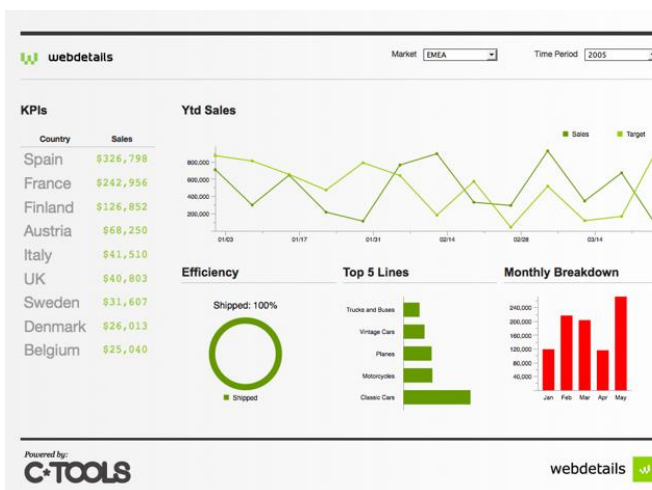 webdetails
Market EMEA
Time Period 2005
KPIs
Country Sales
Spain $326,798
France $242,956
Finland $126,852
Austria $68,250
Italy $41,510
UK $40,803
Sweden $31,607
Denmark $26,013
Belgium $25,040
Ytd Sales
Sales Target
800,000
600,000
400,000
200,000
01/03 01/17 01/31 02/14 02/28 03/14
Efficiency
Shipped: 100%
Shipped
Top 5 Lines
Trucks and Buses
Vintage Cars
Planes
Motorcycles
Classic Cars
Monthly Breakdown
240,000
200,000
160,000
120,000
80,000
40,000
Jan Feb Mar Apr May
Powered by:
C*TOOLS
webdetails